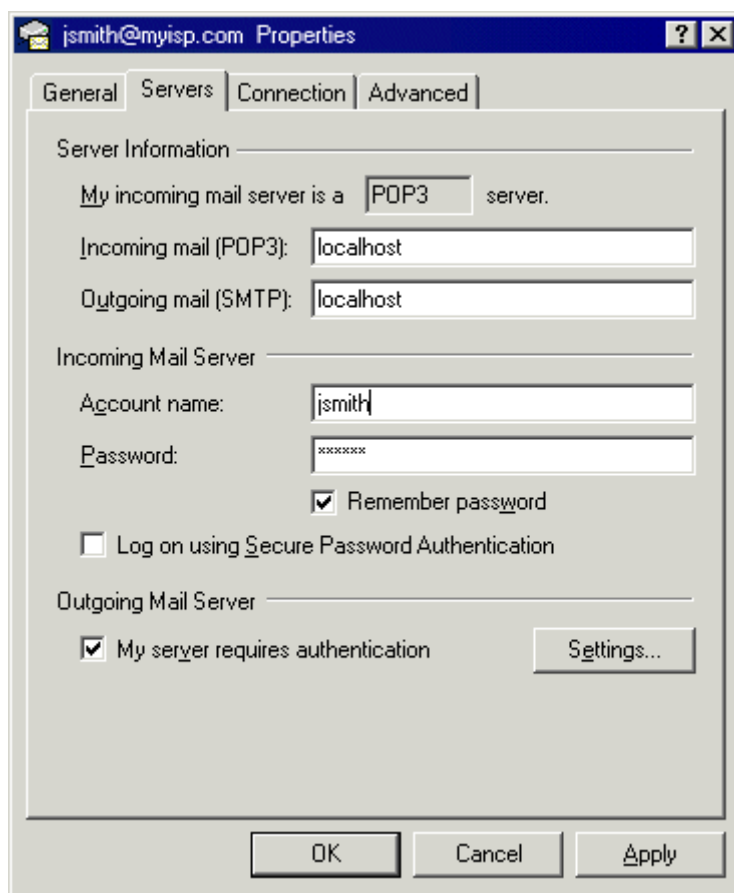 jsmith@myisp.com Properties
General Servers Connection Advanced
Server Information
My incoming mail server is a POP3 server.
Incoming mail (POP3): localhost
Outgoing mail (SMTP): localhost
Incoming Mail Server
Account name: jsmith
Password: ******
Remember password
Log on using Secure Password Authentication
Outgoing Mail Server
My server requires authentication Settings...
OK Cancel Apply